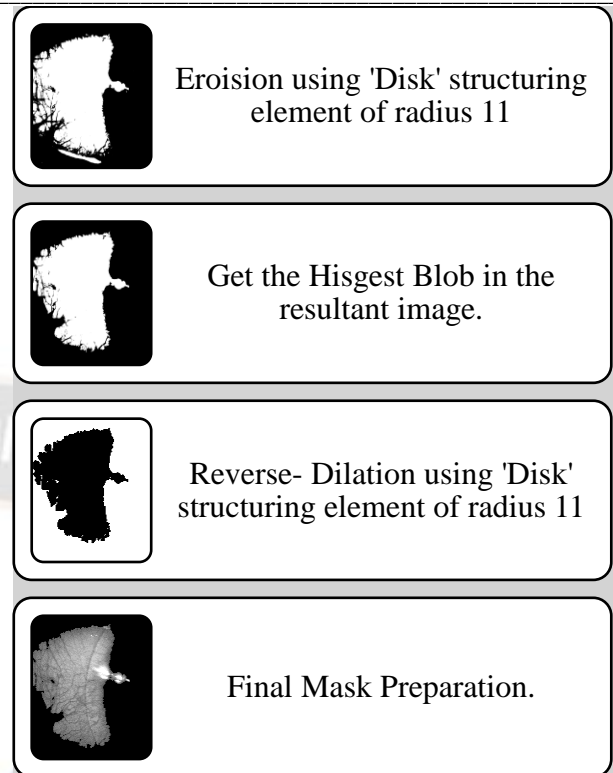 Eroision using 'Disk' structuring
element of radius 11
Get the Hisgest Blob in the
resultant image.
Reverse- Dilation using 'Disk'
structuring element of radius 11
Final Mask Preparation.